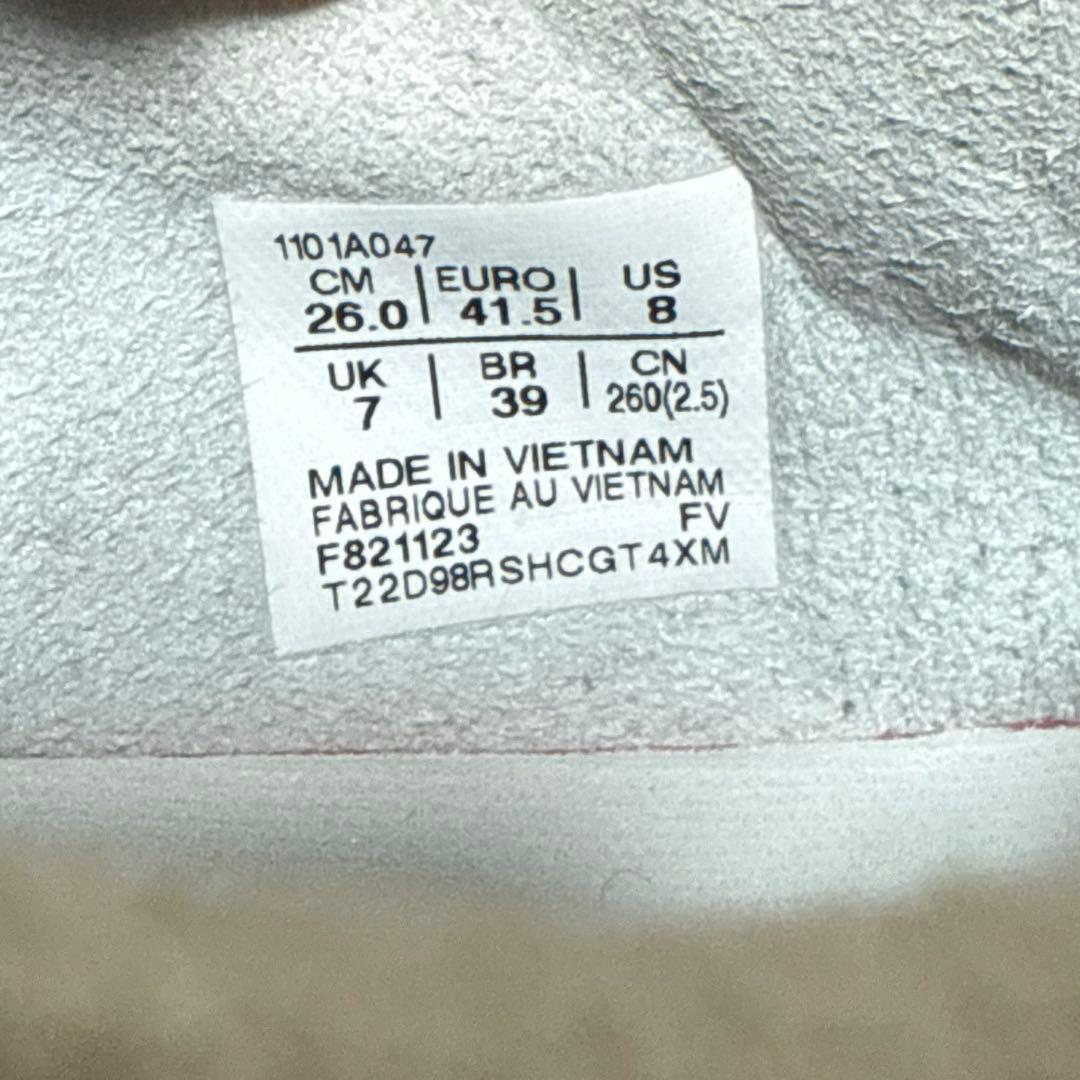 1101A047
CM | EURO | US
26.0 | 41.5 | 8
UK | BR | CN
7 | 39 | 260(2.5)
MADE IN VIETNAM
FABRIQUE AU VIETNAM
F821123 FV
T22D98RSHCGT4XM